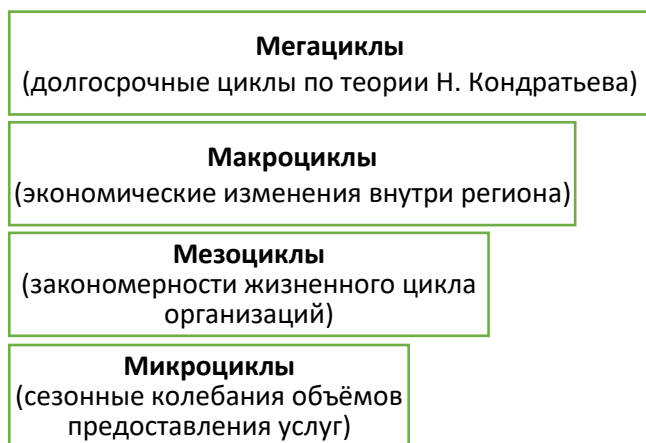 Мегациклы
(долгосрочные циклы по теории Н. Кондратьева)
Макроциклы
(экономические изменения внутри региона)
Мезоциклы
(закономерности жизненного цикла
организаций)
Микроциклы
(сезонные колебания объёмов
предоставления услуг)